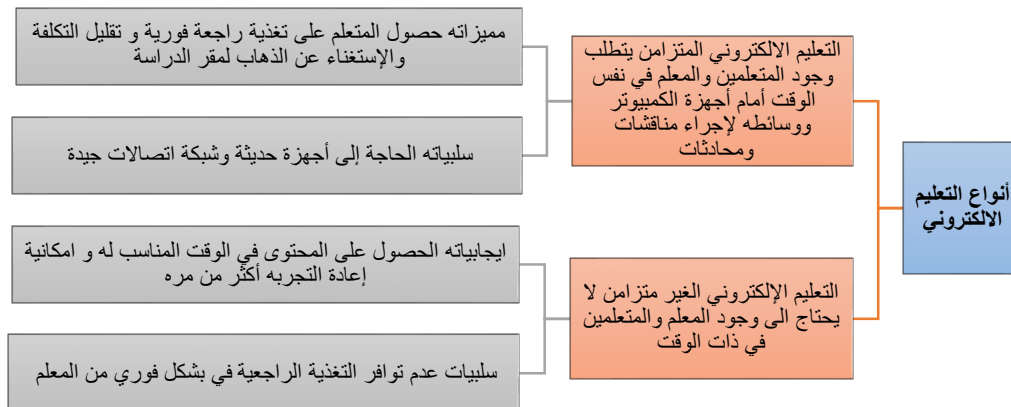 أنواع التعليم
الالكتروني
التعليم الالكتروني المتزامن يتطلب
وجود المتعلمين والمعلم في نفس
الوقت أمام أجهزة الكمبيوتر
ووسائطه لإجراء مناقشات
ومحادثات
مميزاته حصول المتعلم على تغذية راجعة فورية و تقليل التكلفة
والإستغناء عن الذهاب لمقر الدراسة
سلبياته الحاجة إلى أجهزة حديثة وشبكة اتصالات جيدة
التعليم الإلكتروني الغير متزامن لا
يحتاج الى وجود المعلم والمتعلمين
في ذات الوقت
ايجابياته الحصول على المحتوى في الوقت المناسب له و امكانية
إعادة التجربه أكثر من مره
سلبيات عدم توافر التغذية الراجعية في بشكل فوري من المعلم